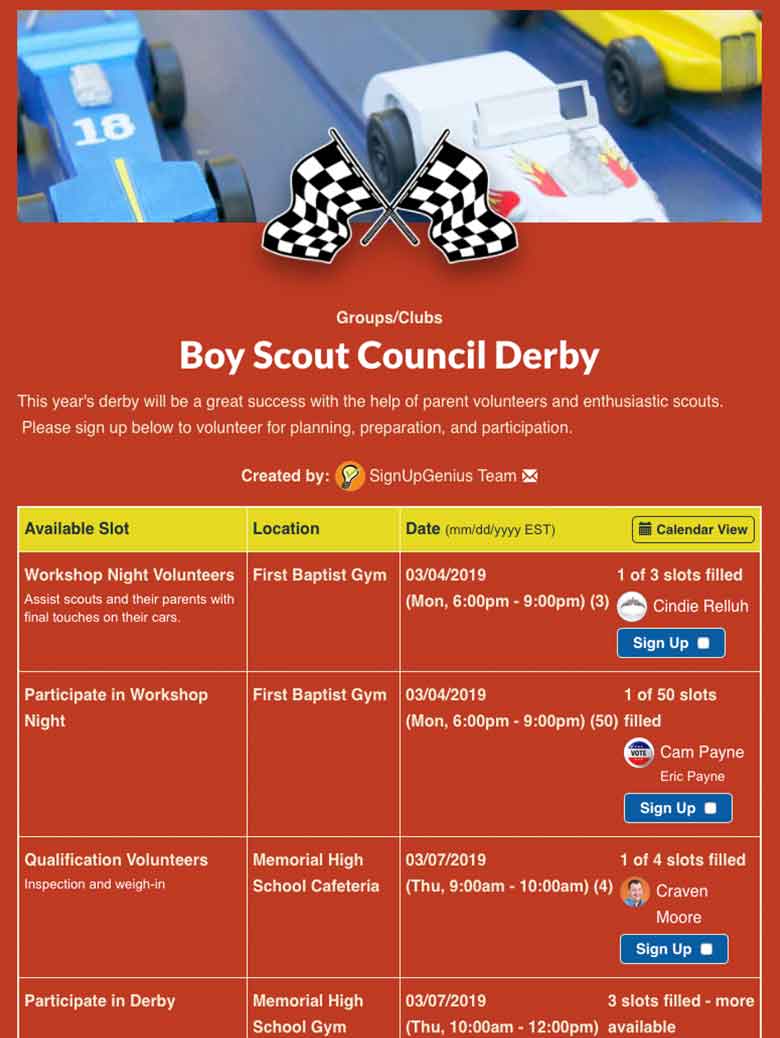 18
Groups/Clubs
Boy Scout Council Derby
This year's derby will be a great success with the help of parent volunteers and enthusiastic scouts.
Please sign up below to volunteer for planning, preparation, and participation.
Created by: SignUpGenius Team
Available Slot
Location
Date (mm/dd/yyyy EST)
Calendar View
Workshop Night Volunteers
Assist scouts and their parents with
final touches on their cars.
First Baptist Gym
03/04/2019
(Mon, 6:00pm - 9:00pm) (3)
1 of 3 slots filled
Cindie Relluh
Sign Up
Participate in Workshop
Night
First Baptist Gym
03/04/2019
(Mon, 6:00pm - 9:00pm) (50)
1 of 50 slots
filled
VOTE
Cam Payne
Eric Payne
Sign Up
Qualification Volunteers
Inspection and weigh-in
Memorial High
School Cafeteria
03/07/2019
(Thu, 9:00am - 10:00am) (4)
1 of 4 slots filled
Craven
Moore
Sign Up
Participate in Derby
Memorial High
School Gym
03/07/2019
(Thu, 10:00am - 12:00pm)
3 slots filled - more
available